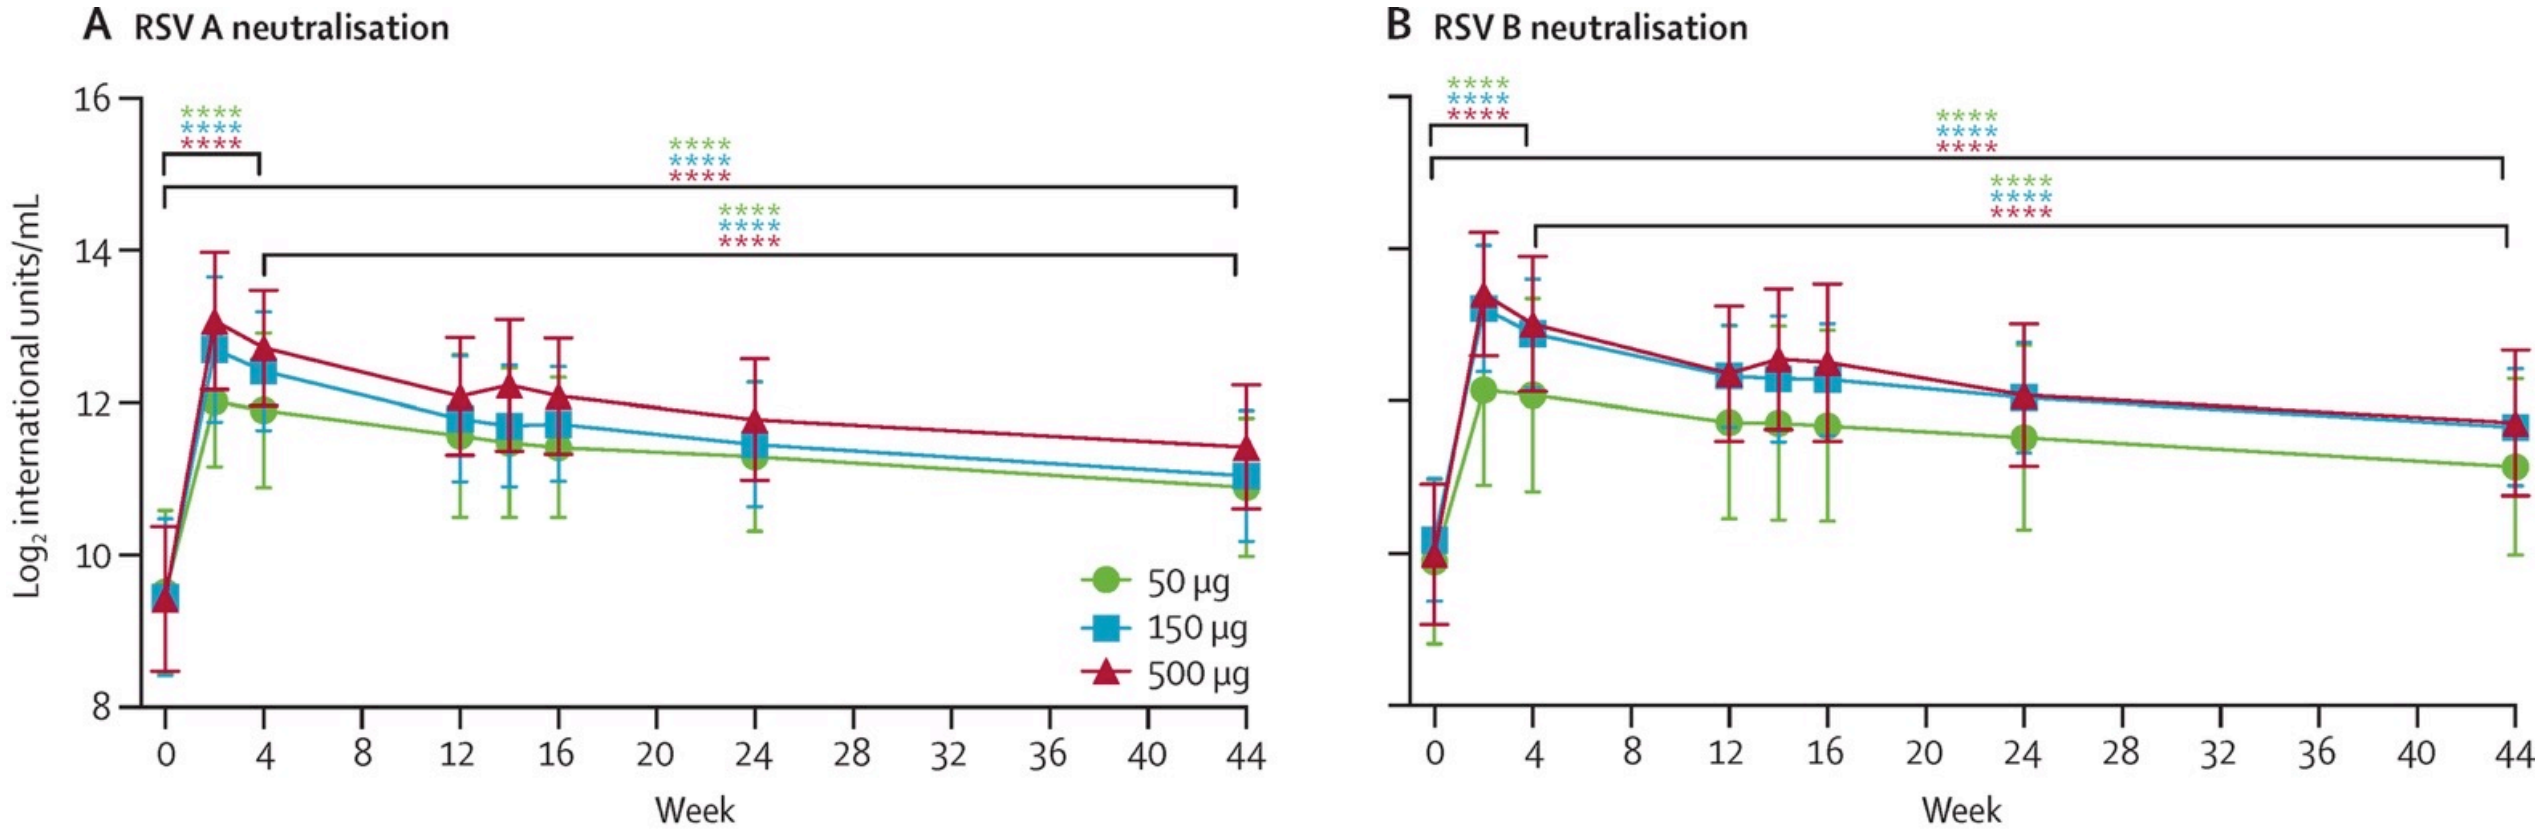 A RSV A neutralisation
B RSV B neutralisation
Log₂ international units/mL
16
14
12
10
8
****
****
****
****
****
****
****
****
****
50 µg
150 µg
500 µg
0 4 8 12 16 20 24 28 32 36 40 44
Week
****
****
****
****
****
****
****
****
****
0 4 8 12 16 20 24 28 32 36 40 44
Week